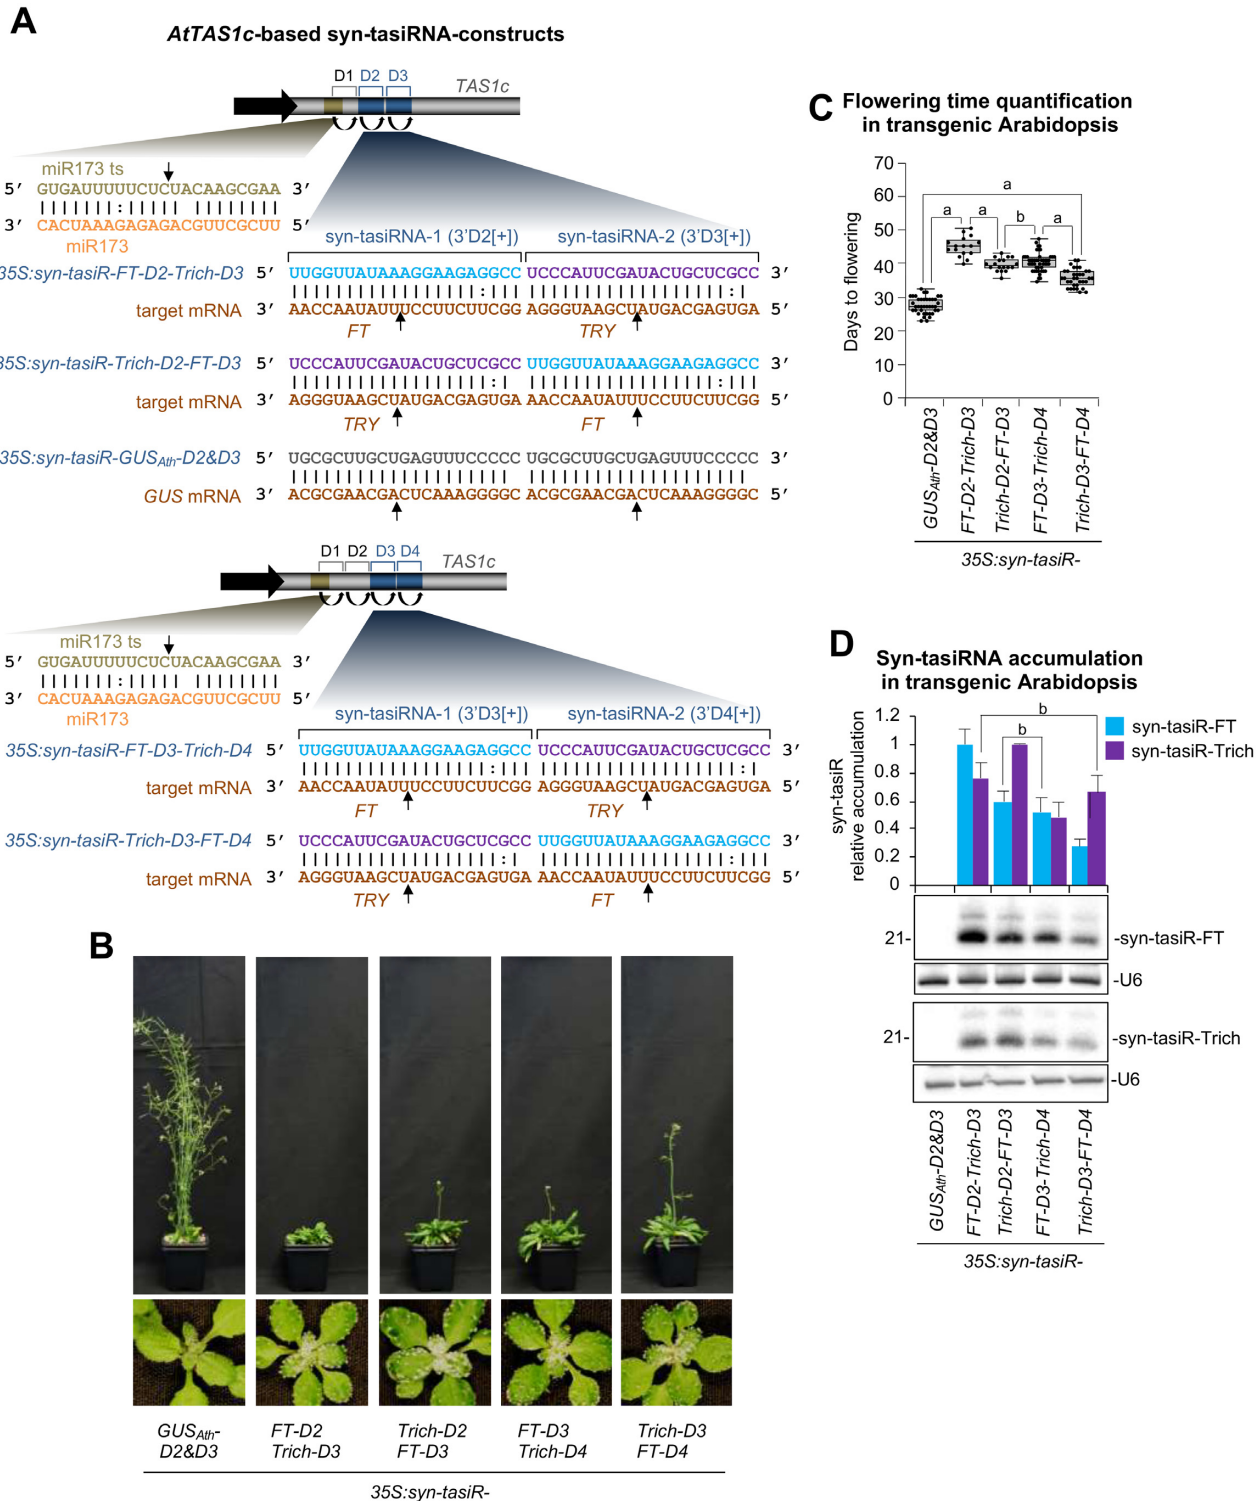 A
AtTAS1c-based syn-tasiRNA-constructs
D1 D2 D3
TAS1c
miR173 ts
5’ GUGAUUUUUCUCUACAAGCGAA 3’
3’ CACUAAAGAGAGACGUUCGCUU 5’
miR173
syn-tasiRNA-1 (3’D2[+]) syn-tasiRNA-2 (3’D3[+])
35S:syn-tasiR-FT-D2-Trich-D3 5’ UUGGUUAUAAAGGAAGAGGCC UCCCAUUCGAUACUGCUCGCC 3’
target mRNA 3’ AACCAAUAUUUCCUUCUUCGG AGGGUAAGCUAUGACGAGUGA 5’
FT TRY
35S:syn-tasiR-Trich-D2-FT-D3 5’ UCCCAUUCGAUACUGCUCGCC UUGGUUAUAAAGGAAGAGGCC 3’
target mRNA 3’ AGGGUAAGCUAUGACGAGUGA AACCAAUAUUUCCUUCUUCGG 5’
TRY FT
35S:syn-tasiR-GUSAth-D2&D3 5’ UGCGCUUGCUGAGUUUCCCCC UGCGCUUGCUGAGUUUCCCCC 3’
GUS mRNA 3’ ACGCGAACGACUCAAAGGGGC ACGCGAACGACUCAAAGGGGC 5’
D1 D2 D3 D4
TAS1c
miR173 ts
5’ GUGAUUUUUCUCUACAAGCGAA 3’
3’ CACUAAAGAGAGACGUUCGCUU 5’
miR173
syn-tasiRNA-1 (3’D3[+]) syn-tasiRNA-2 (3’D4[+])
35S:syn-tasiR-FT-D3-Trich-D4 5’ UUGGUUAUAAAGGAAGAGGCC UCCCAUUCGAUACUGCUCGCC 3’
target mRNA 3’ AACCAAUAUUUCCUUCUUCGG AGGGUAAGCUAUGACGAGUGA 5’
FT TRY
35S:syn-tasiR-Trich-D3-FT-D4 5’ UCCCAUUCGAUACUGCUCGCC UUGGUUAUAAAGGAAGAGGCC 3’
target mRNA 3’ AGGGUAAGCUAUGACGAGUGA AACCAAUAUUUCCUUCUUCGG 5’
TRY FT
B
GUSAth- D2&D3
FT-D2 Trich-D3
Trich-D2 FT-D3
FT-D3 Trich-D4
Trich-D3 FT-D4
35S:syn-tasiR-
C
Flowering time quantification
in transgenic Arabidopsis
Days to flowering
70
60
50
40
30
20
10
0
a
a a b a
GUSAth-D2&D3
FT-D2-Trich-D3
Trich-D2-FT-D3
FT-D3-Trich-D4
Trich-D3-FT-D4
35S:syn-tasiR-
D
Syn-tasiRNA accumulation
in transgenic Arabidopsis
syn-tasiR
relative accumulation
1.2
1
0.8
0.6
0.4
0.2
0
b
b
syn-tasiR-FT
syn-tasiR-Trich
21- -syn-tasiR-FT
-U6
21- -syn-tasiR-Trich
-U6
GUSAth-D2&D3
FT-D2-Trich-D3
Trich-D2-FT-D3
FT-D3-Trich-D4
Trich-D3-FT-D4
35S:syn-tasiR-